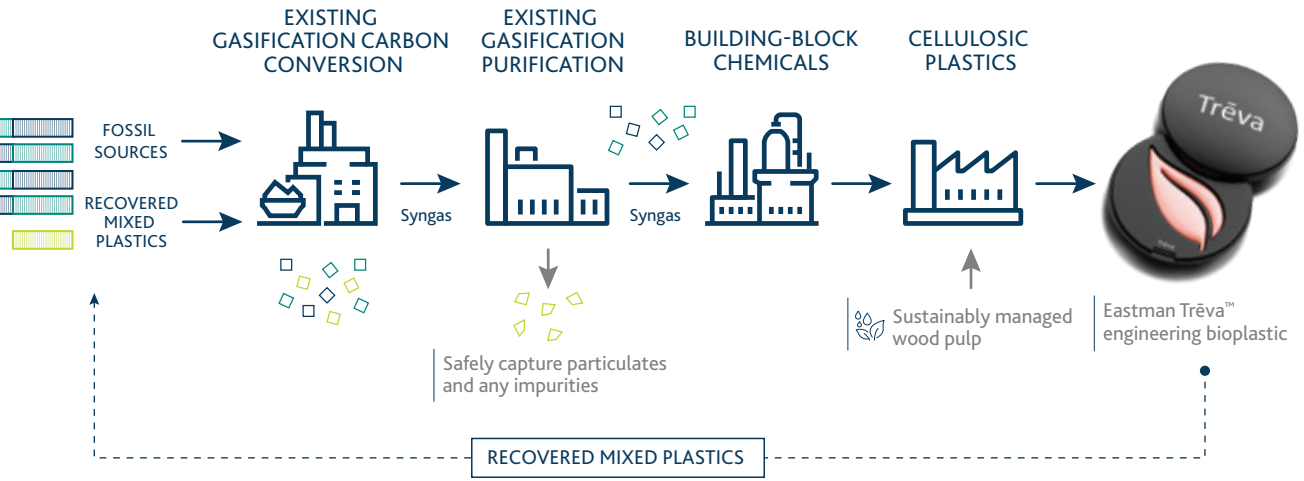 EXISTING
GASIFICATION CARBON
CONVERSION
EXISTING
GASIFICATION
PURIFICATION
BUILDING-BLOCK
CHEMICALS
CELLULOSIC
PLASTICS
FOSSIL
SOURCES
RECOVERED
MIXED
PLASTICS
Syngas
Syngas
Trēva
Safely capture particulates
and any impurities
Sustainably managed
wood pulp
Eastman Trēva™
engineering bioplastic
RECOVERED MIXED PLASTICS